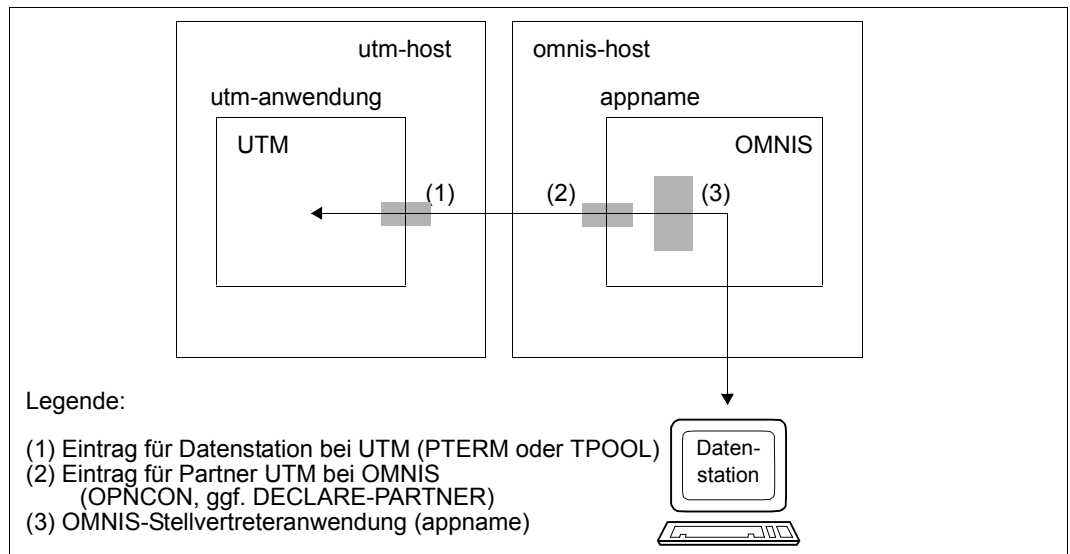 utm-host
omnis-host
utm-anwendung
appname
UTM
OMNIS
(1)
(2)
(3)
Legende:
(1) Eintrag für Datenstation bei UTM (PTERM oder TPOOL)
(2) Eintrag für Partner UTM bei OMNIS
(OPNCON, ggf. DECLARE-PARTNER)
(3) OMNIS-Stellvertreteranwendung (appname)
Daten-
station